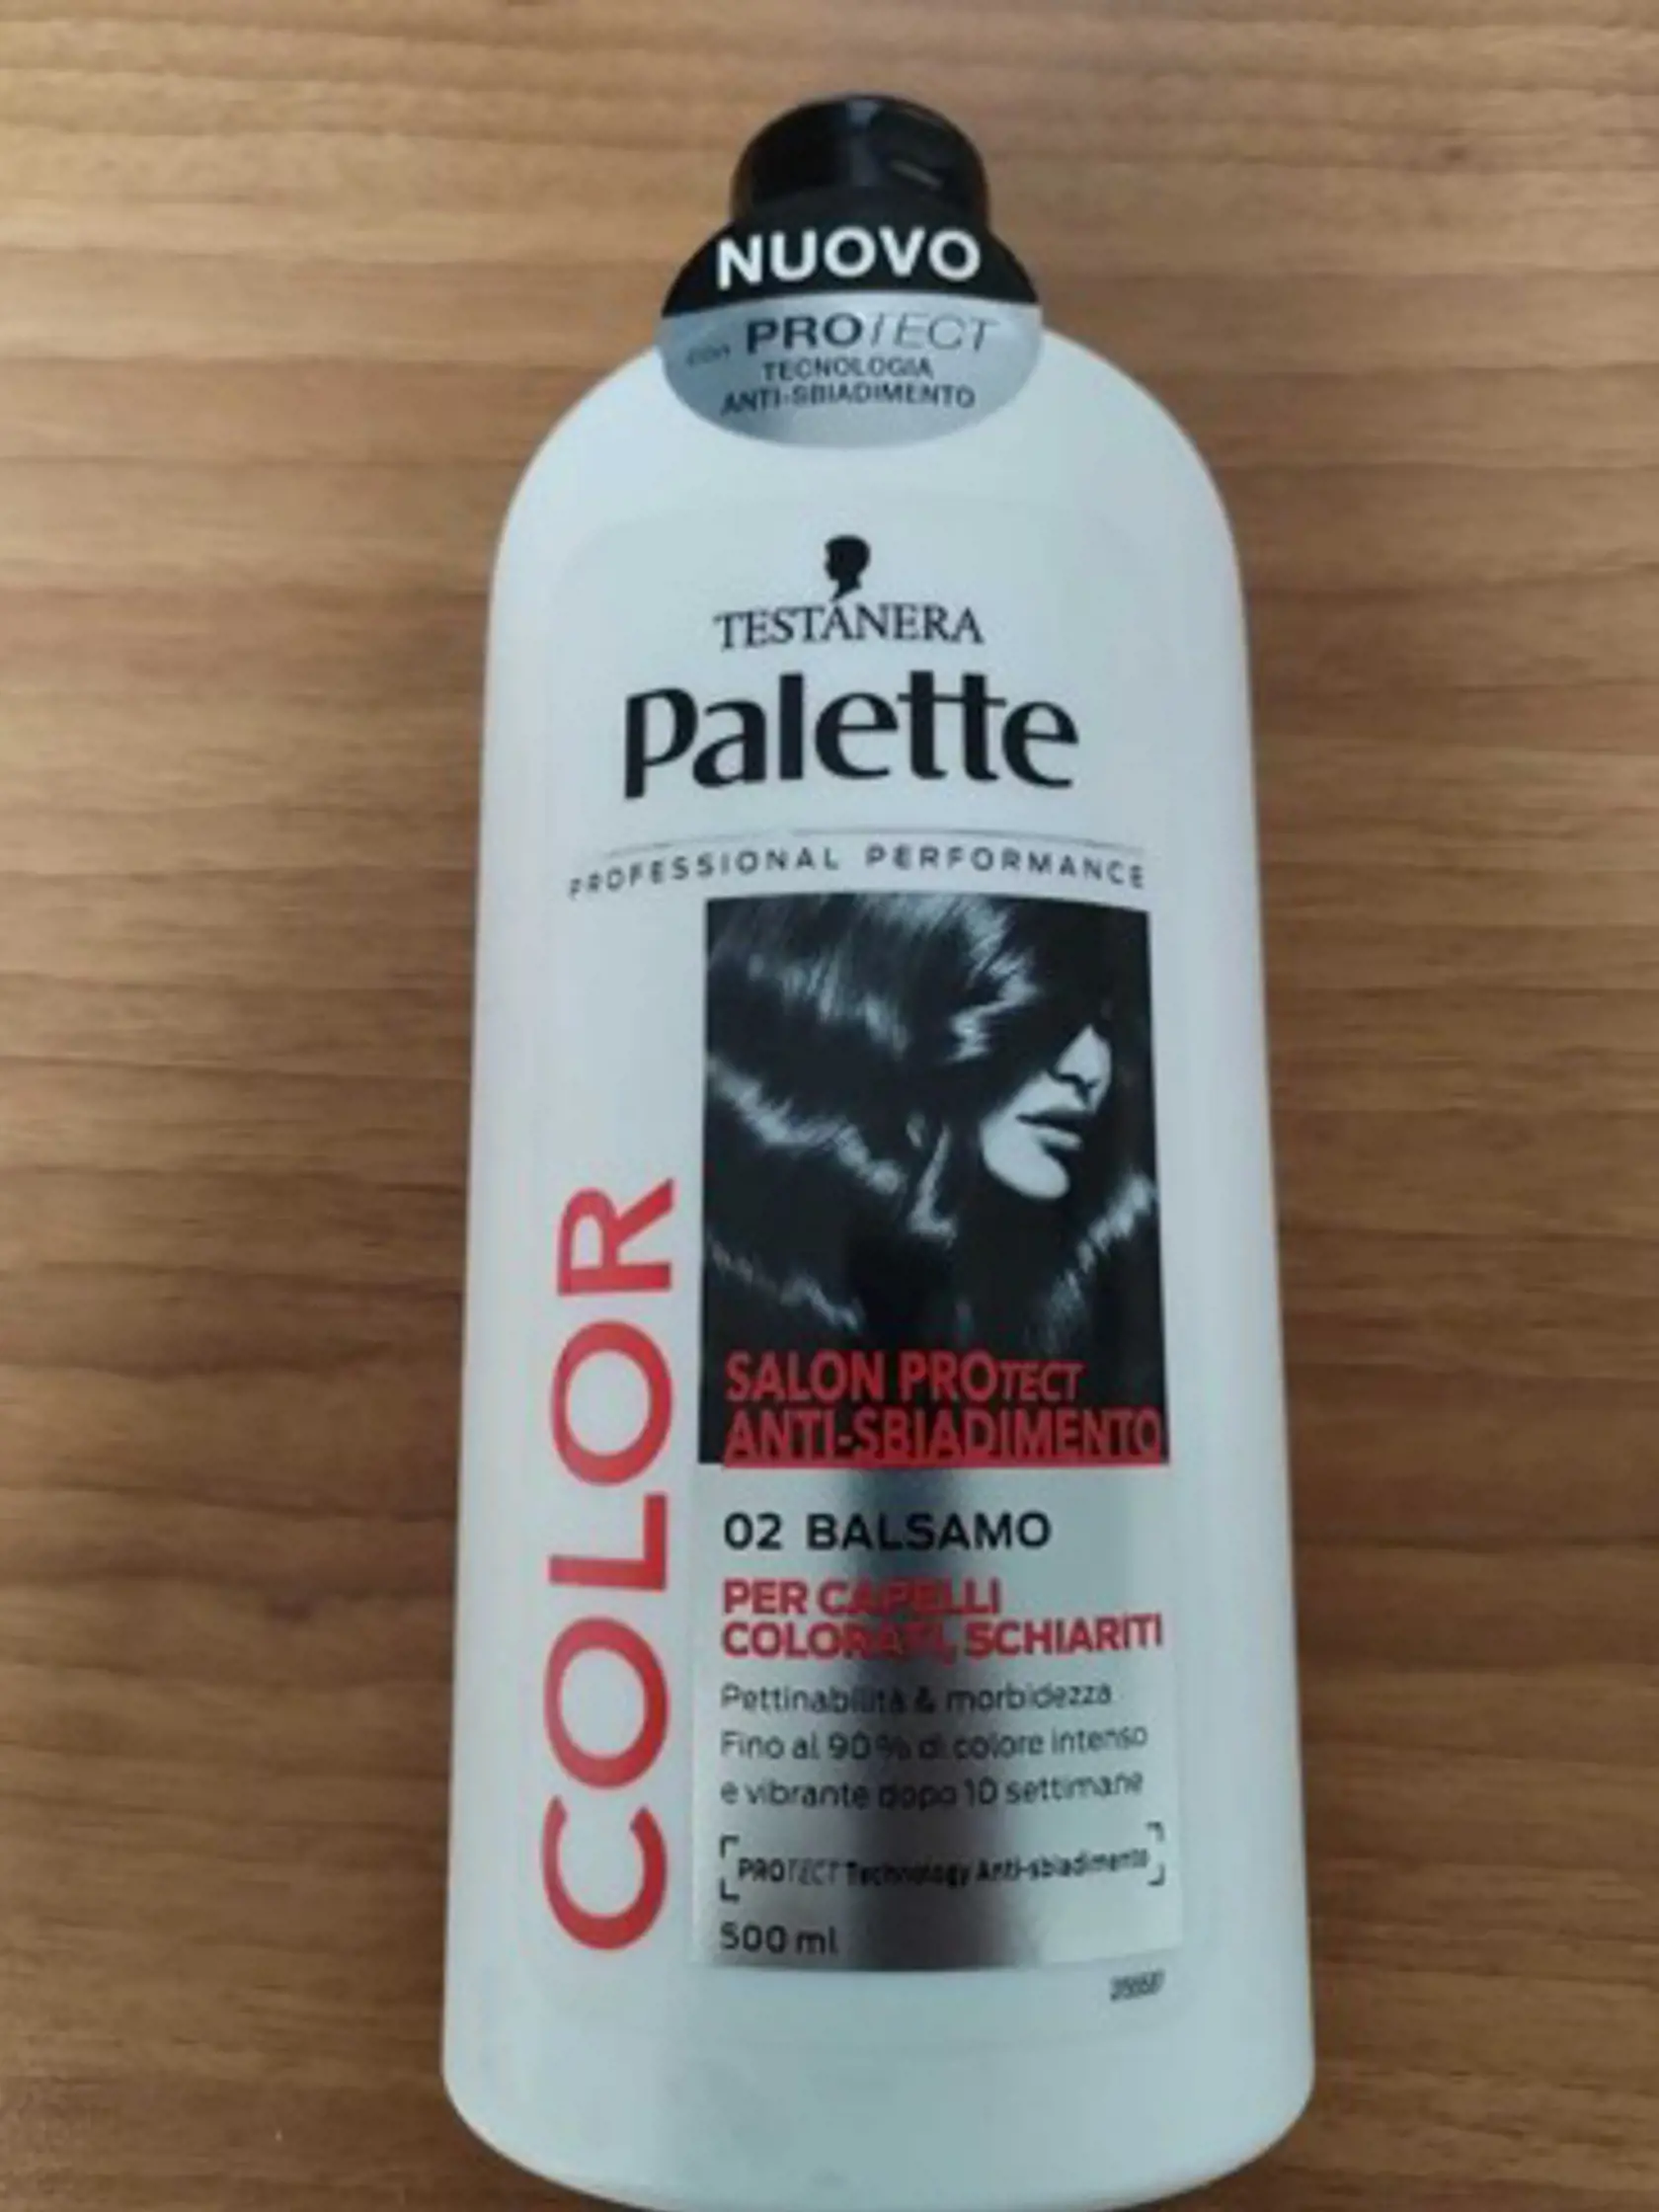 NUOVO
con PROTECT
TECNOLOGIA
ANTI-SBIADIMENTO
TESTANERA
Palette
PROFESSIONAL PERFORMANCE
COLOR
SALON PROTECT
ANTI-SBIADIMENTO
02 BALSAMO
PER CAPELLI
COLORATI, SCHIARITI
Pettinabilità & morbidezza
Fino al 90% di colore intenso
e vibrante dopo 10 settimane
PROTECT Technology Anti-sbiadimento
500 ml